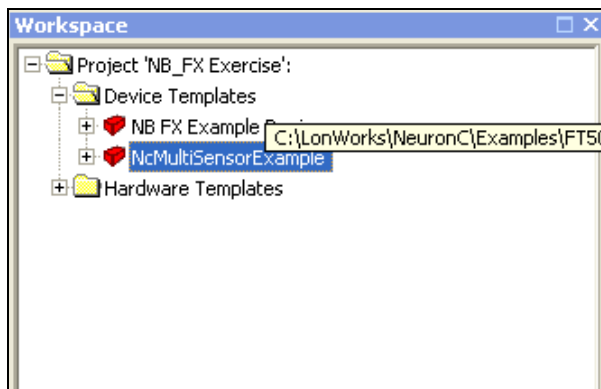 Workspace
Project 'NB_FX Exercise':
Device Templates
NB FX Example
C:\LonWorks\NeuronC\Examples\FT50
NcMultiSensorExample
Hardware Templates